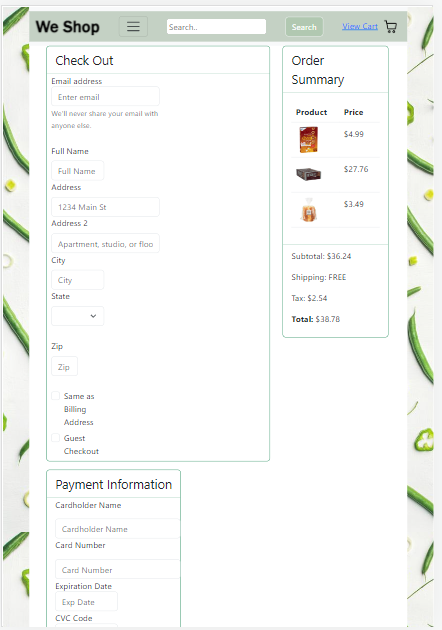 We Shop
Search..
Search
View Cart
Check Out
Email address
Enter email
We'll never share your email with
anyone else.
Full Name
Full Name
Address
1234 Main St
Address 2
Apartment, studio, or floo
City
City
State
Zip
Zip
Same as
Billing
Address
Guest
Checkout
Order
Summary
Product Price
$4.99
$27.76
$3.49
Subtotal: $36.24
Shipping: FREE
Tax: $2.54
Total: $38.78
Payment Information
Cardholder Name
Cardholder Name
Card Number
Card Number
Expiration Date
Exp Date
CVC Code